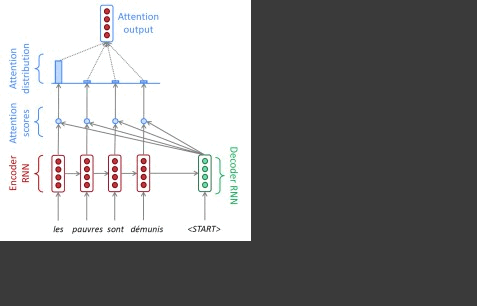 Attention
output
Attention
distribution
Attention
scores
Encoder
RNN
Decoder RNN
les pauvres sont démunis <START>